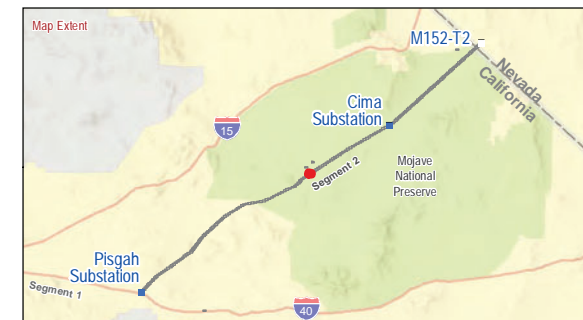 Map Extent
M152-T2
Nevada
California
Cima
Substation
15
Mojave
National
Preserve
Segment 2
Pisgah
Substation
Segment 1
40